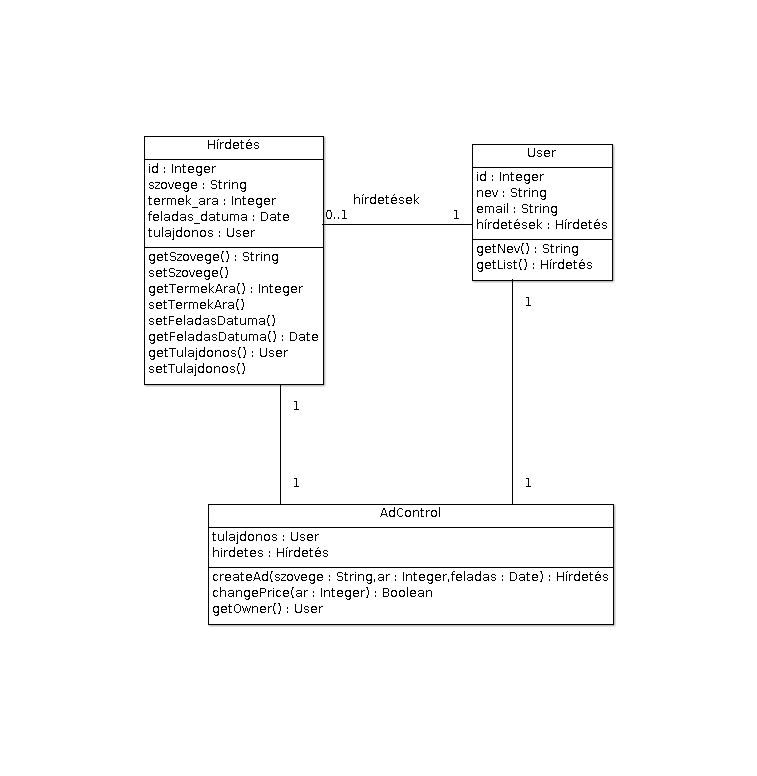 Hírdetés
id : Integer
szovege : String
termek_ara : Integer
feladas_datuma : Date
tulajdonos : User
getSzovege() : String
setSzovege()
getTermekAra() : Integer
setTermekAra()
setFeladasDatuma()
getFeladasDatuma() : Date
getTulajdonos() : User
setTulajdonos()
hírdetések
0..1
1
User
id : Integer
nev : String
email : String
hírdetések : Hírdetés
getNev() : String
getList() : Hírdetés
1
1
1
1
AdControl
tulajdonos : User
hirdetes : Hírdetés
createAd(szovege : String,ar : Integer,feladas : Date) : Hírdetés
changePrice(ar : Integer) : Boolean
getOwner() : User